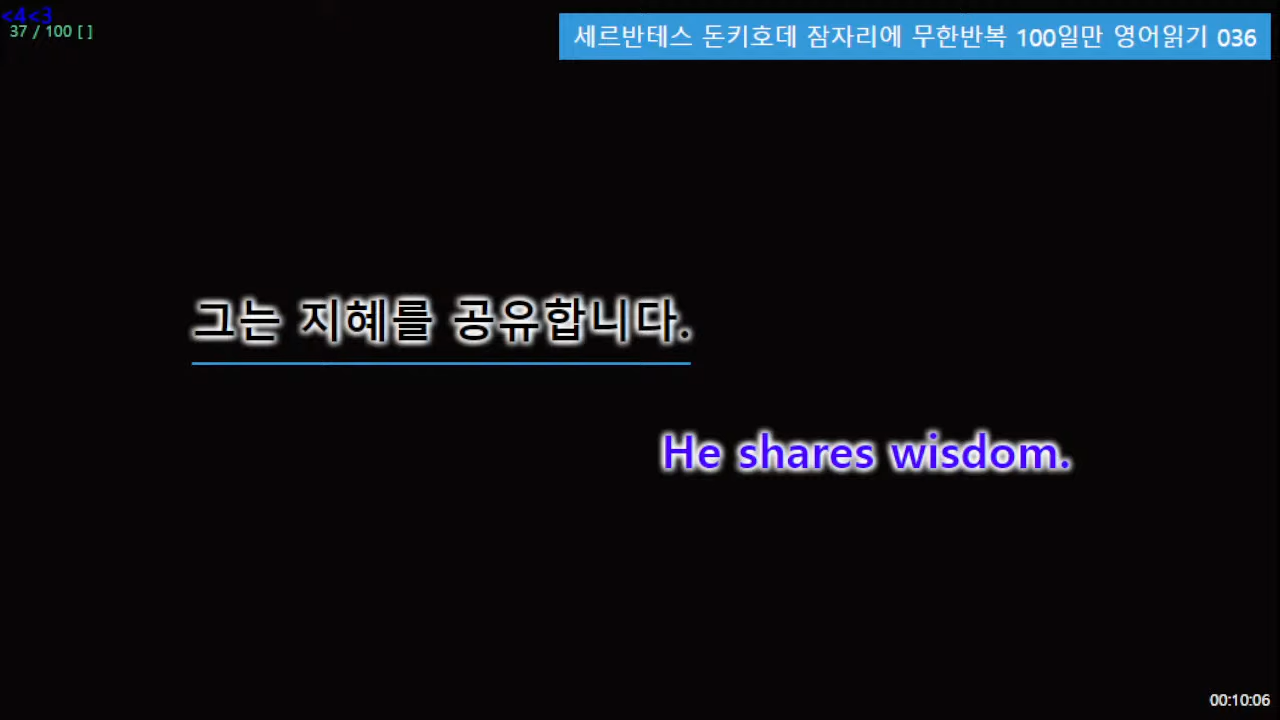 <4<3
37 / 100 [ ]
세르반테스 돈키호데 잠자리에 무한반복 100일만 영어읽기 036
그는 지혜를 공유합니다.
He shares wisdom.
00:10:06